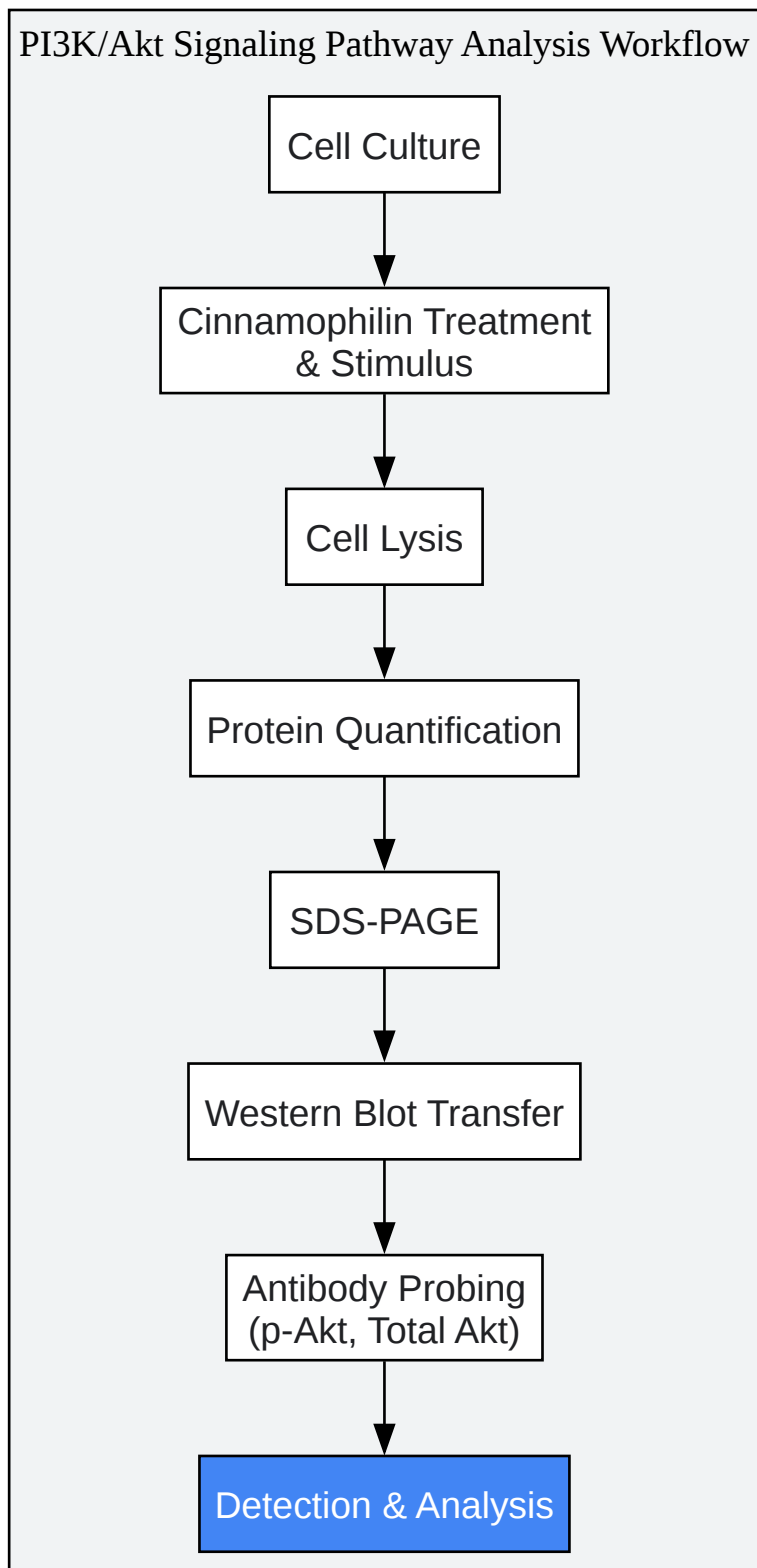 PI3K/Akt Signaling Pathway Analysis Workflow
Cell Culture
Cinnamophilin Treatment
& Stimulus
Cell Lysis
Protein Quantification
SDS-PAGE
Western Blot Transfer
Antibody Probing
(p-Akt, Total Akt)
Detection & Analysis